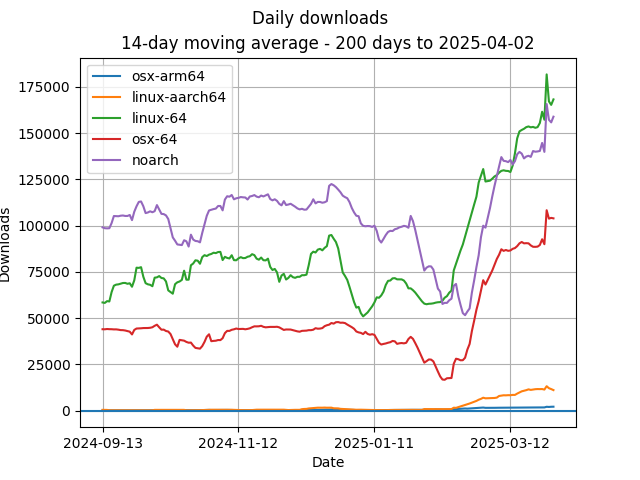 Daily downloads
14-day moving average - 200 days to 2025-04-02
osx-arm64
linux-aarch64
linux-64
osx-64
noarch
175000
150000
125000
100000
75000
50000
25000
0
Downloads
2024-09-13
2024-11-12
2025-01-11
2025-03-12
Date